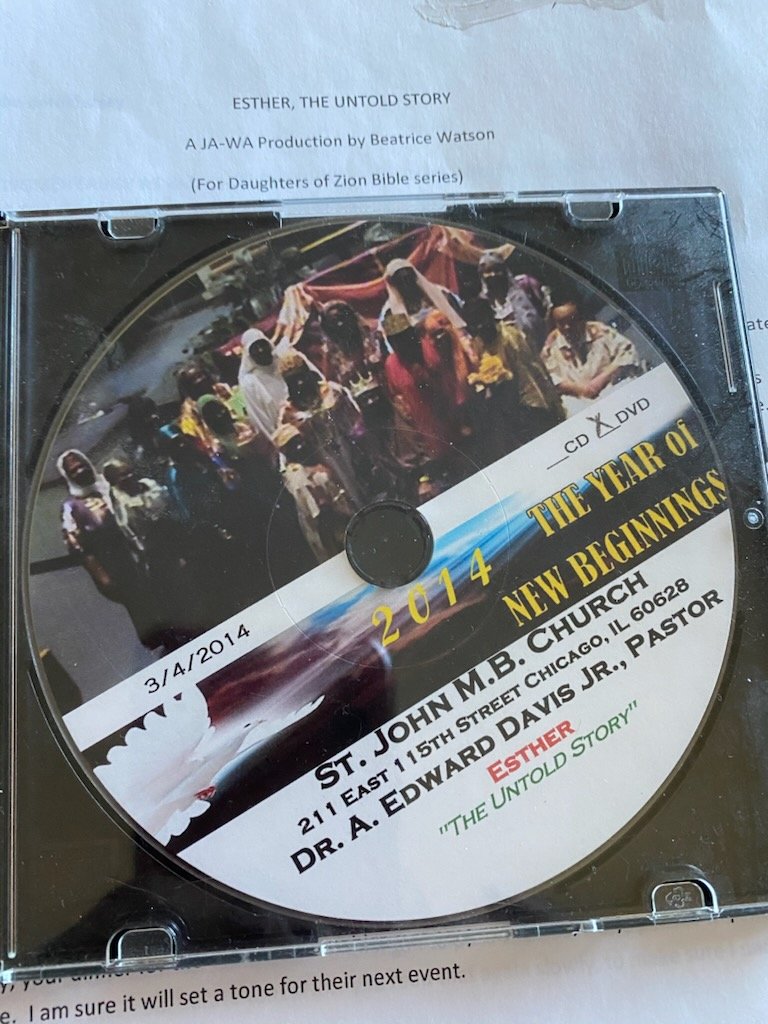 ESTHER, THE UNTOLD STORY
A JA-WA Production by Beatrice Watson
(For Daughters of Zion Bible series)
__CD X DVD
THE YEAR of
2014 NEW BEGINNINGS
3/4/2014
ST. JOHN M.B. CHURCH
211 EAST 115TH STREET CHICAGO, IL 60628
DR. A. EDWARD DAVIS JR., PASTOR
ESTHER
"THE UNTOLD STORY"
e. I am sure it will set a tone for their next event.